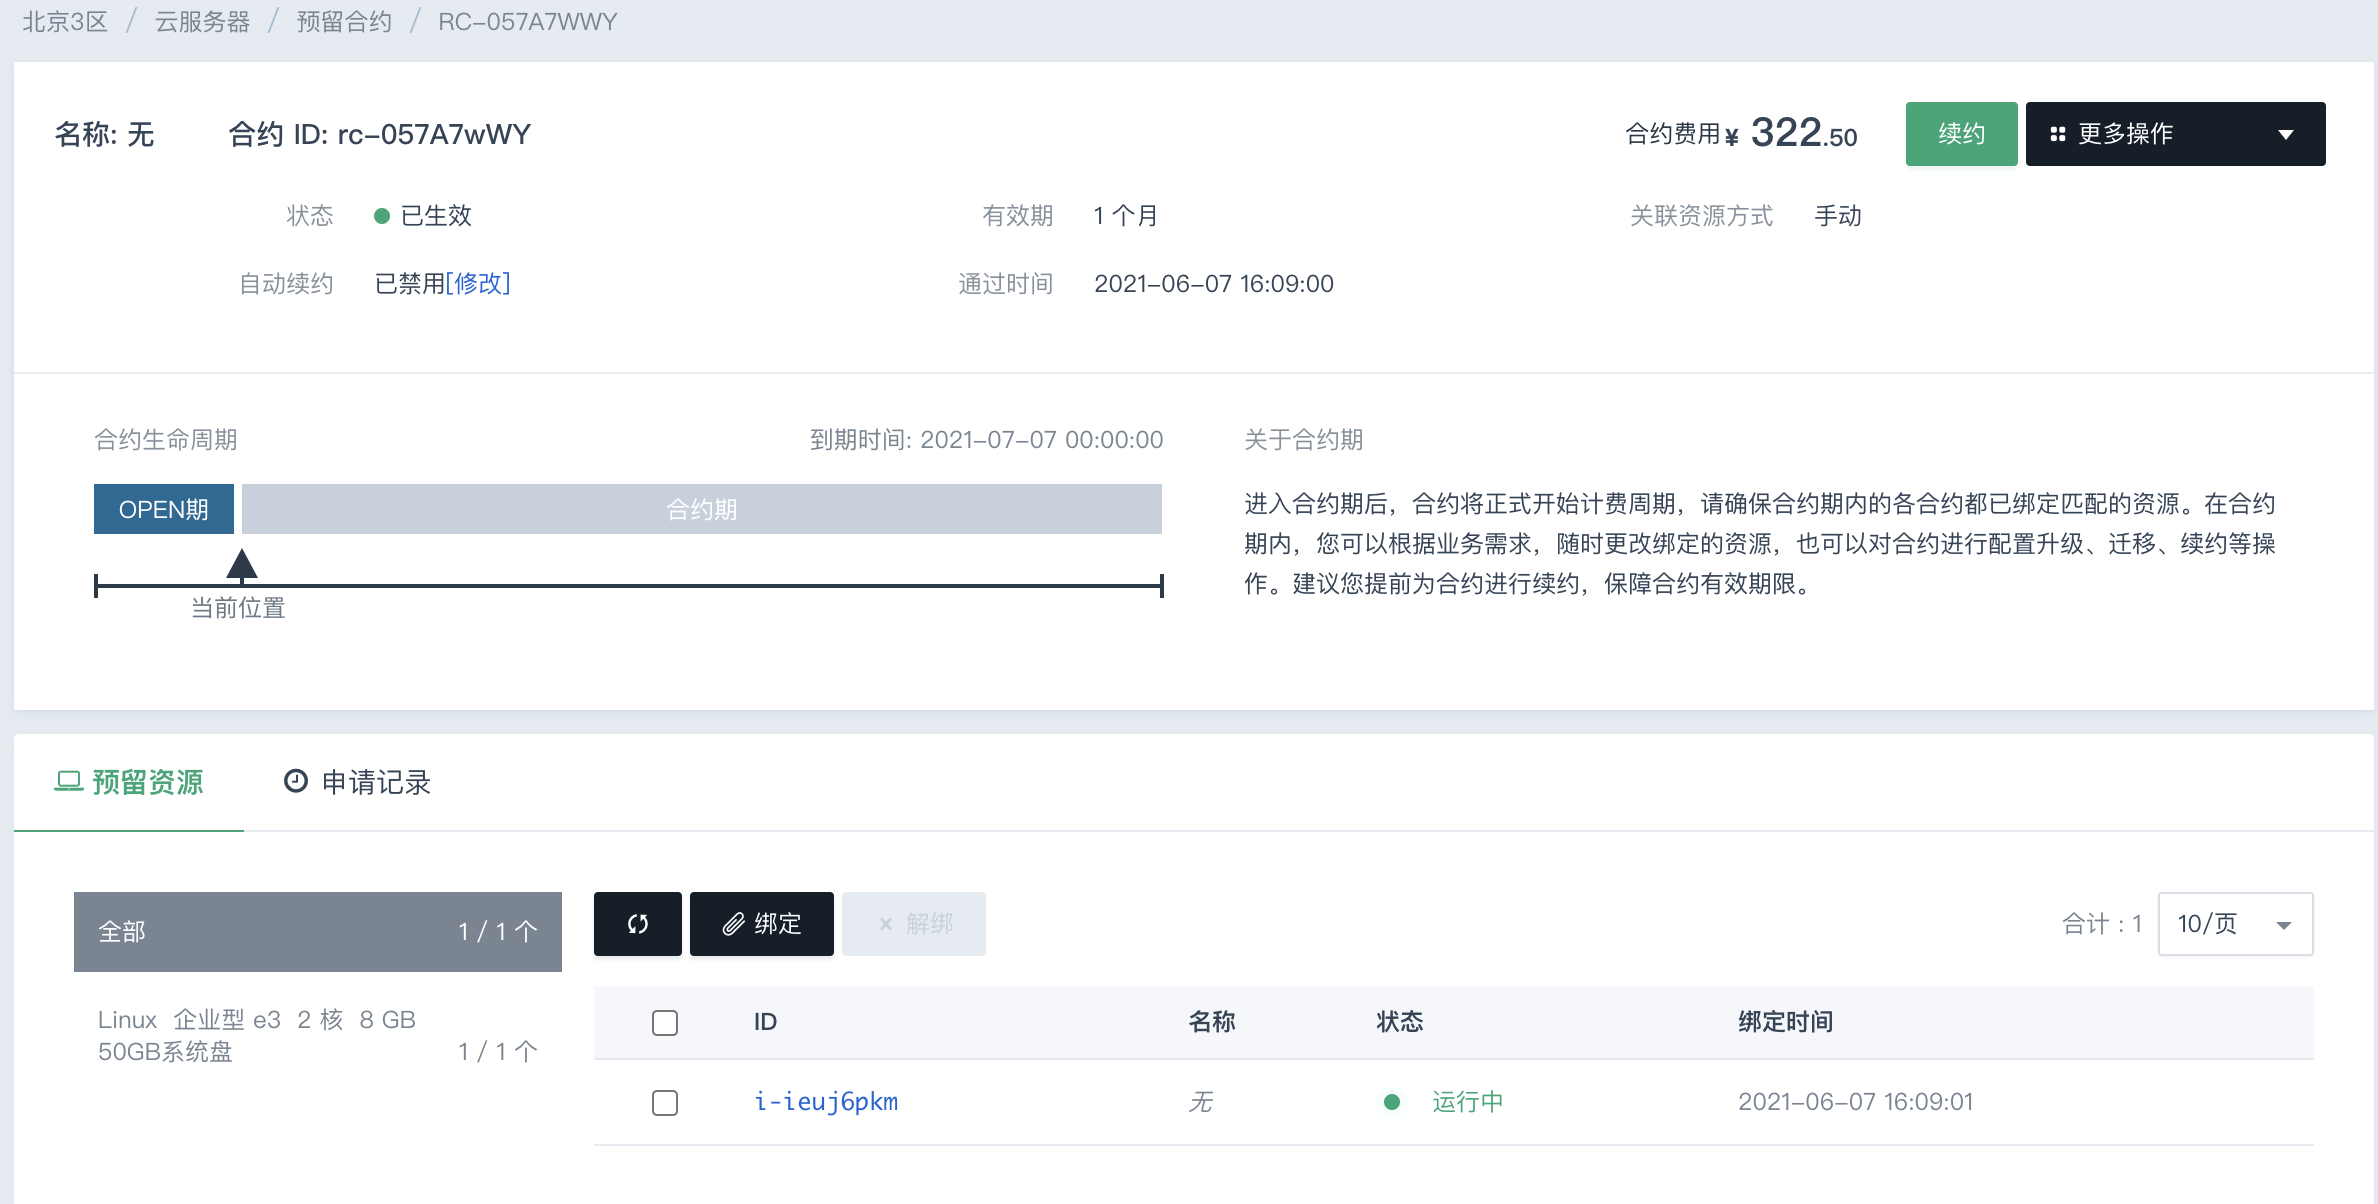 北京3区 / 云服务器 / 预留合约 / RC-057A7WWY
名称: 无 合约 ID: rc-057A7wWY 合约费用 ¥ 322.50 续约 更多操作
状态 已生效 有效期 1 个月 关联资源方式 手动
自动续约 已禁用[修改] 通过时间 2021-06-07 16:09:00
合约生命周期 到期时间: 2021-07-07 00:00:00
OPEN期 合约期
当前位置
关于合约期
进入合约期后，合约将正式开始计费周期，请确保合约期内的各合约都已绑定匹配的资源。在合约
期内，您可以根据业务需求，随时更改绑定的资源，也可以对合约进行配置升级、迁移、续约等操
作。建议您提前为合约进行续约，保障合约有效期限。
预留资源 申请记录
全部 1 / 1 个
Linux 企业型 e3 2 核 8 GB
50GB系统盘 1 / 1 个
绑定 × 解绑 合计 : 1 10/页
ID 名称 状态 绑定时间
i-ieuj6pkm 无 运行中 2021-06-07 16:09:01